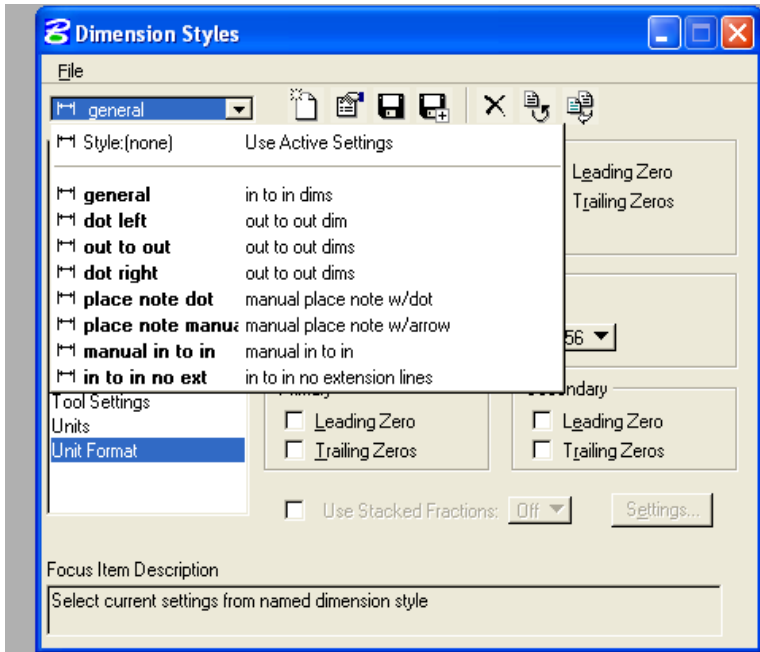 Dimension Styles
File
general
Style:(none) Use Active Settings
general in to in dims
dot left out to out dim
out to out out to out dims
dot right out to out dims
place note dot manual place note w/dot
place note manua manual place note w/arrow
manual in to in manual in to in
in to in no ext in to in no extension lines
Leading Zero
Trailing Zeros
56
Tool Settings
Units
Unit Format
Leading Zero
Trailing Zeros
Leading Zero
Trailing Zeros
Use Stacked Fractions: Off Settings...
Focus Item Description
Select current settings from named dimension style